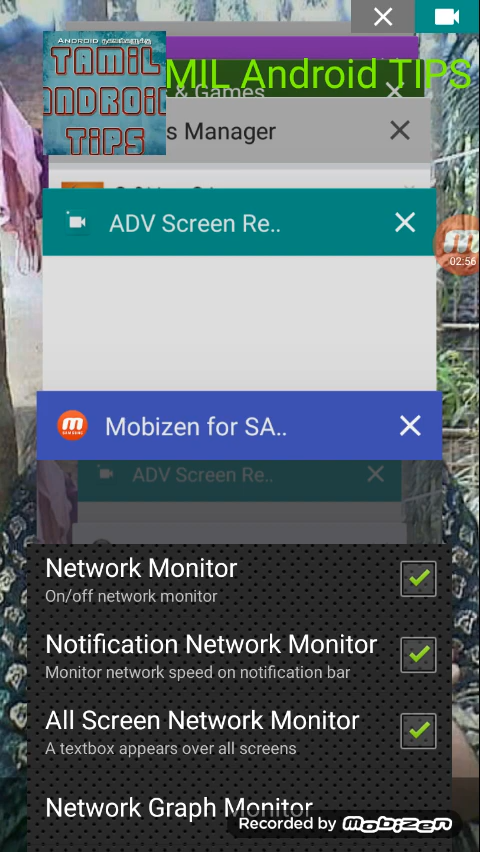 Android
TAMIL
ANDROID
TIPS
MIL Android TIPS
& Games
s Manager
ADV Screen Re..
02:56
Mobizen for SA..
ADV Screen Re..
Network Monitor
On/off network monitor
Notification Network Monitor
Monitor network speed on notification bar
All Screen Network Monitor
A textbox appears over all screens
Network Graph Monitor
Recorded by mobizen